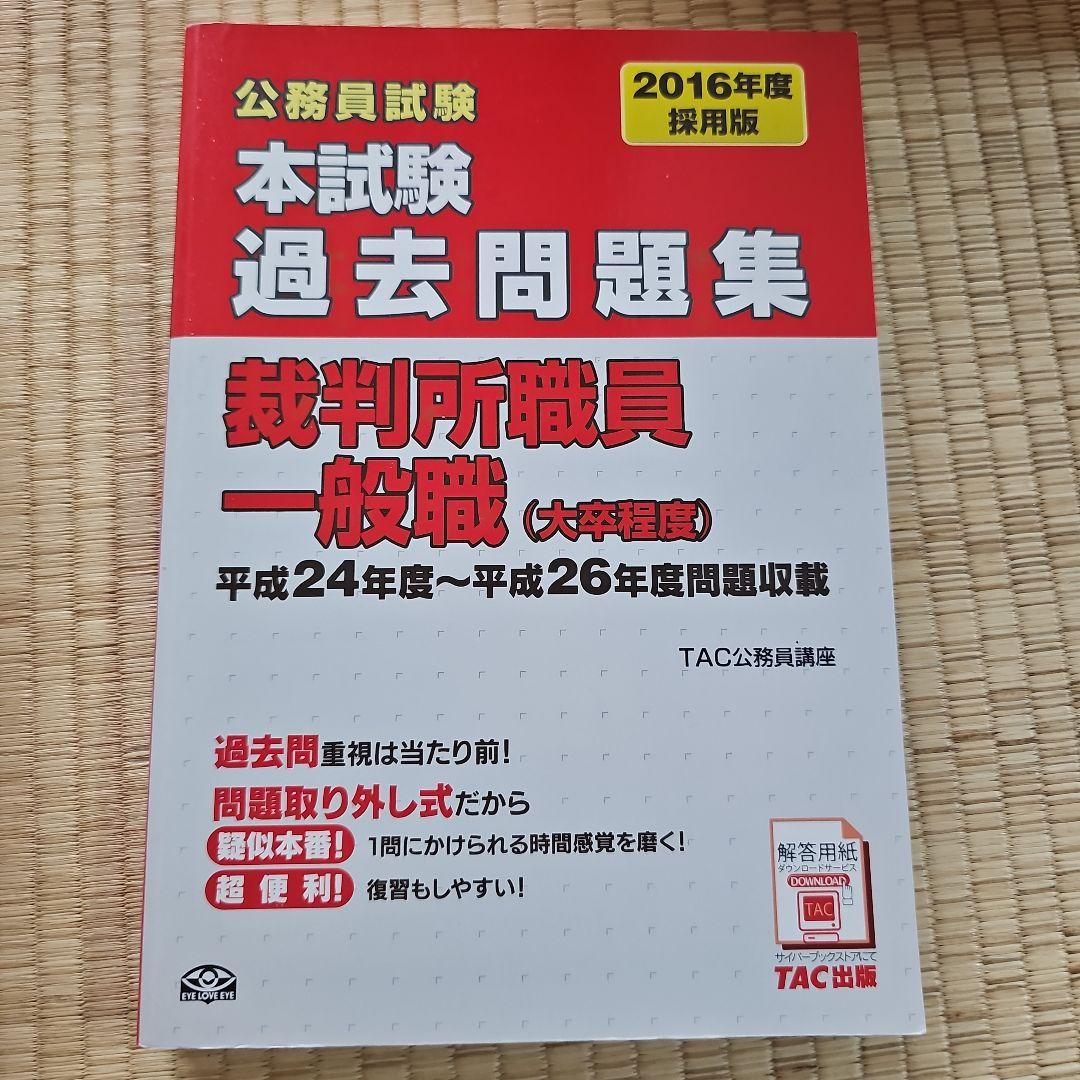 公務員試験
2016年度
採用版
本試験
過去問題集
裁判所職員
一般職(大卒程度)
平成24年度~平成26年度問題収載
TAC公務員講座
過去問重視は当たり前!
問題取り外し式だから
疑似本番! 1問にかけられる時間感覚を磨く!
超便利! 復習もしやすい!
解答用紙
ダウンロードサービス
DOWNLOAD
TAC
サイバーブックストアにて
TAC出版
EYE LOVE EYE